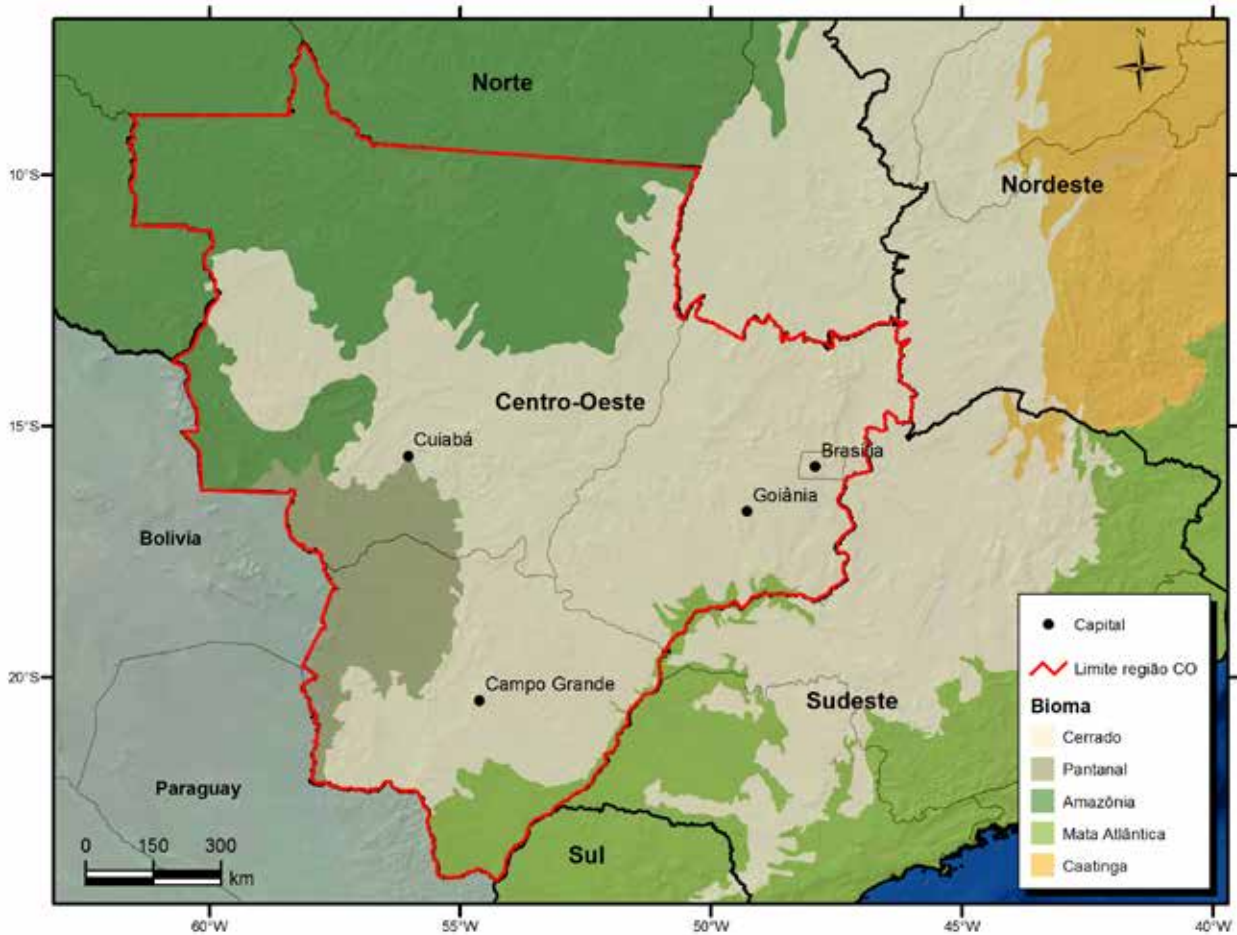 N
Norte
10°S
Nordeste
Centro-Oeste
15°S
Cuiabá
Brasília
Goiânia
Bolivia
Capital
Limite região CO
20°S
Campo Grande
Sudeste
Bioma
Cerrado
Pantanal
Paraguay
Amazônia
Mata Atlântica
0 150 300
km
Sul
Caatinga
60°W 55°W 50°W 45°W 40°W